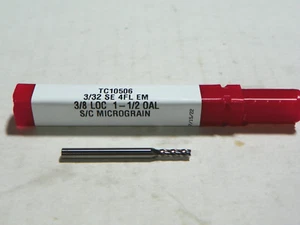 TC10506
3/32 SE 4FL EM
3/8 LOC 1-1/2 OAL
S/C MICROGRAIN